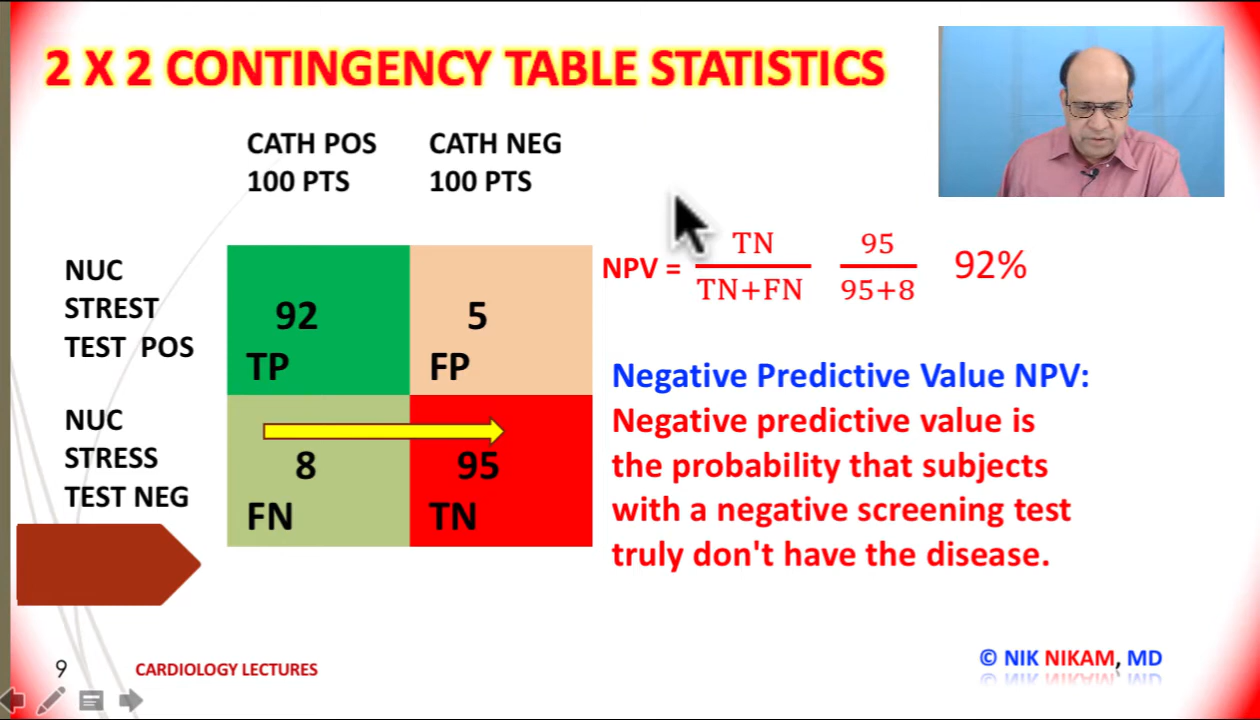 2 X 2 CONTINGENCY TABLE STATISTICS
CATH POS
100 PTS
CATH NEG
100 PTS
NUC
STREST
TEST POS
92
TP
5
FP
NUC
STRESS
TEST NEG
8
FN
95
TN
NPV =
TN
TN+FN
95
95+8
92%
Negative Predictive Value NPV:
Negative predictive value is
the probability that subjects
with a negative screening test
truly don't have the disease.
9
CARDIOLOGY LECTURES
© NIK NIKAM, MD